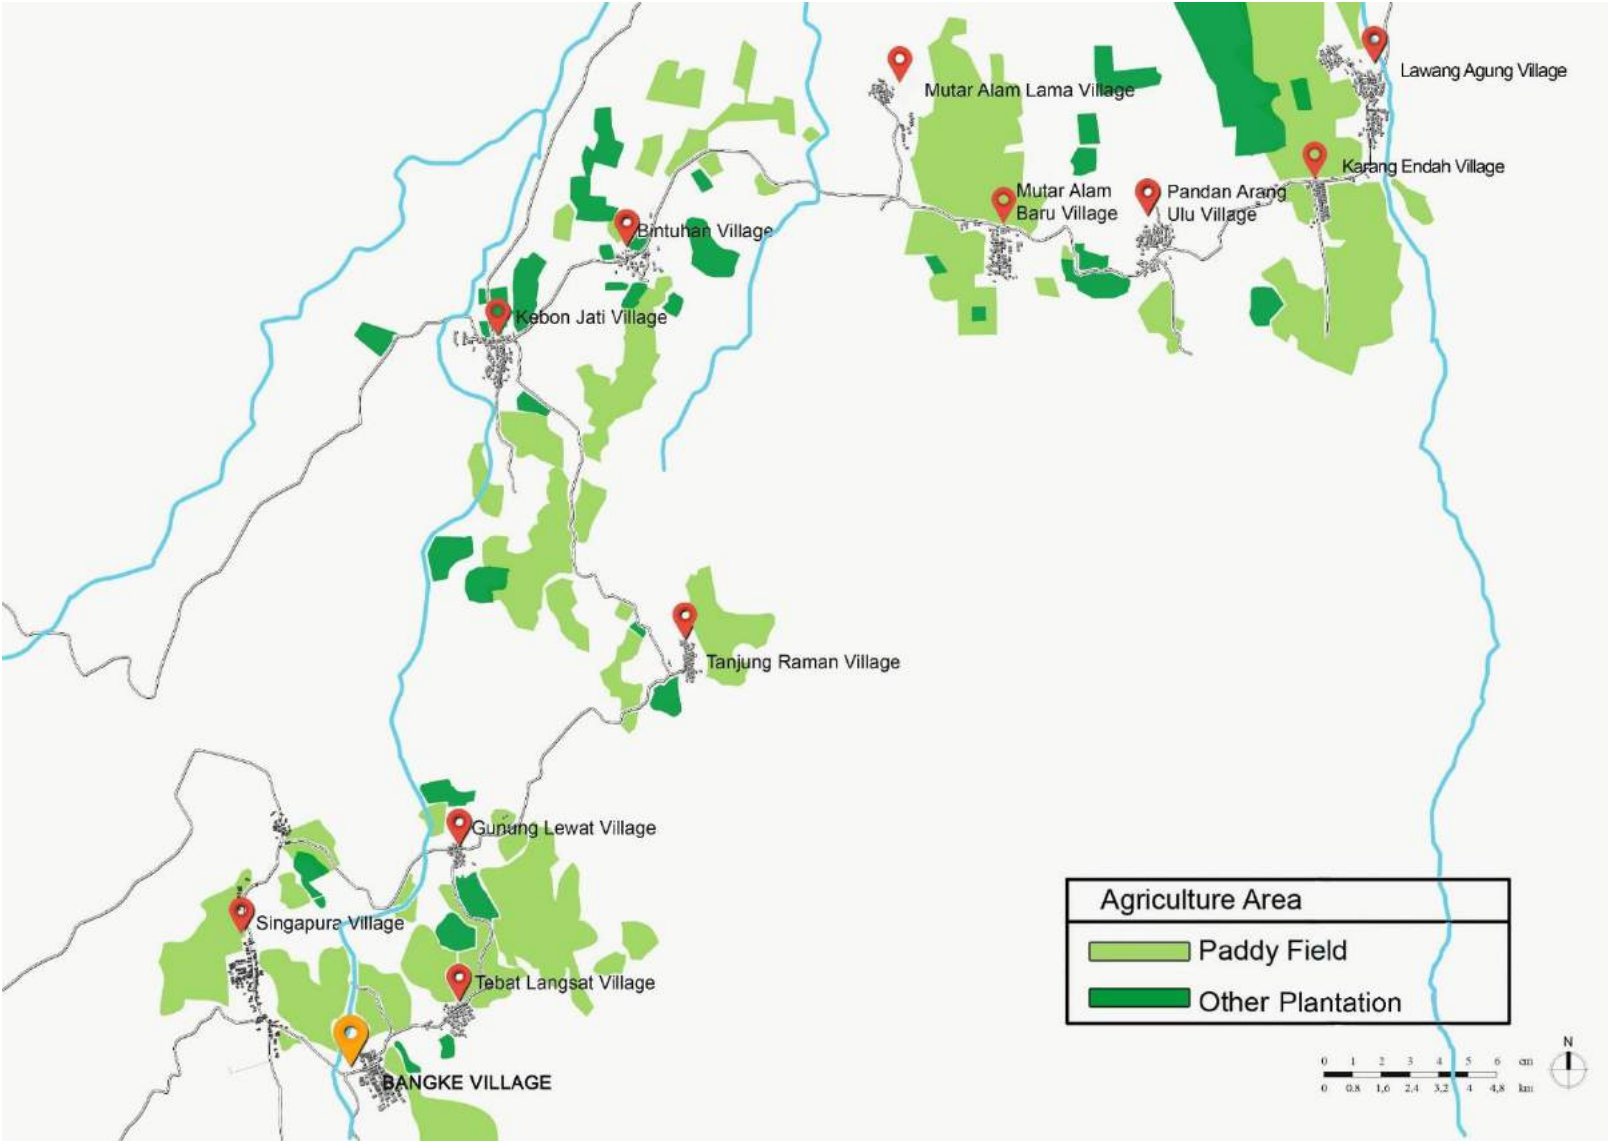 Lawang Agung Village
Mutar Alam Lama Village
Karang Endah Village
Mutar Alam
Baru Village
Pandan Arang
Ulu Village
Bintuhan Village
Kebon Jati Village
Tanjung Raman Village
Gunung Lewat Village
Singapura Village
Tebat Langsat Village
BANGKE VILLAGE
Agriculture Area
Paddy Field
Other Plantation
N
0 1 2 3 4 5 6 cm
0 0.8 1,6 2,4 3,2 4 4,8 km